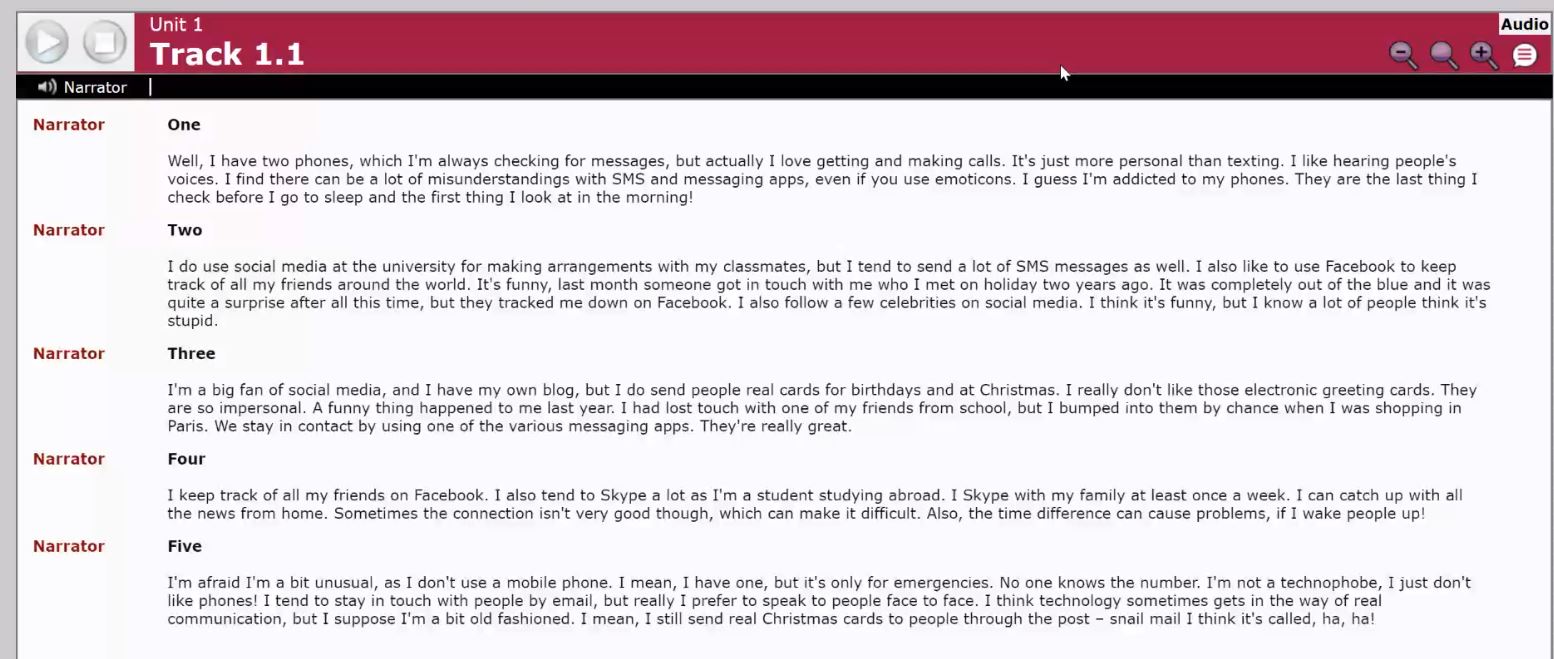 Unit 1
Audio
Track 1.1
Narrator
Narrator One
Well, I have two phones, which I'm always checking for messages, but actually I love getting and making calls. It's just more personal than texting. I like hearing people's
voices. I find there can be a lot of misunderstandings with SMS and messaging apps, even if you use emoticons. I guess I'm addicted to my phones. They are the last thing I
check before I go to sleep and the first thing I look at in the morning!
Narrator Two
I do use social media at the university for making arrangements with my classmates, but I tend to send a lot of SMS messages as well. I also like to use Facebook to keep
track of all my friends around the world. It's funny, last month someone got in touch with me who I met on holiday two years ago. It was completely out of the blue and it was
quite a surprise after all this time, but they tracked me down on Facebook. I also follow a few celebrities on social media. I think it's funny, but I know a lot of people think it's
stupid.
Narrator Three
I'm a big fan of social media, and I have my own blog, but I do send people real cards for birthdays and at Christmas. I really don't like those electronic greeting cards. They
are so impersonal. A funny thing happened to me last year. I had lost touch with one of my friends from school, but I bumped into them by chance when I was shopping in
Paris. We stay in contact by using one of the various messaging apps. They're really great.
Narrator Four
I keep track of all my friends on Facebook. I also tend to Skype a lot as I'm a student studying abroad. I Skype with my family at least once a week. I can catch up with all
the news from home. Sometimes the connection isn't very good though, which can make it difficult. Also, the time difference can cause problems, if I wake people up!
Narrator Five
I'm afraid I'm a bit unusual, as I don't use a mobile phone. I mean, I have one, but it's only for emergencies. No one knows the number. I'm not a technophobe, I just don't
like phones! I tend to stay in touch with people by email, but really I prefer to speak to people face to face. I think technology sometimes gets in the way of real
communication, but I suppose I'm a bit old fashioned. I mean, I still send real Christmas cards to people through the post – snail mail I think it's called, ha, ha!